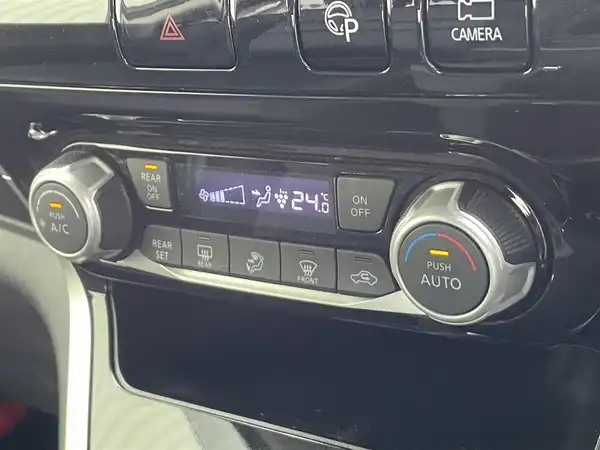 P
CAMERA
REAR
ON
OFF
24.0
ON
OFF
PUSH
A/C
REAR
SET
REAR
FRONT
PUSH
AUTO